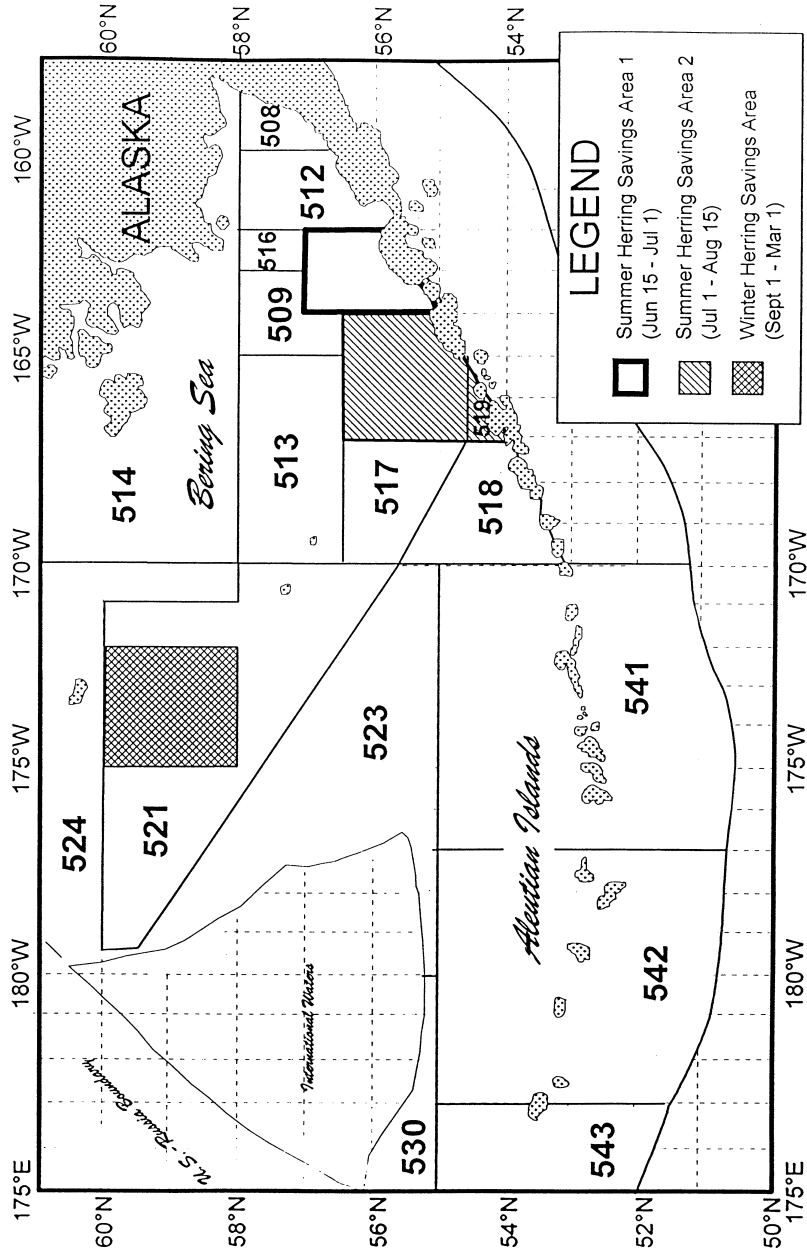 175°E
180°W
175°W
170°W
165°W
160°W
60°N
58°N
56°N
54°N
52°N
50°N
60°N
58°N
56°N
54°N
175°E
180°W
175°W
170°W
U.S.-Russia Boundary
International Waters
Bering Sea
ALASKA
Aleutian Islands
524
521
514
513
509
516
512
508
517
518
519
523
530
541
542
543
LEGEND
Summer Herring Savings Area 1
(Jun 15 - Jul 1)
Summer Herring Savings Area 2
(Jul 1 - Aug 15)
Winter Herring Savings Area
(Sept 1 - Mar 1)